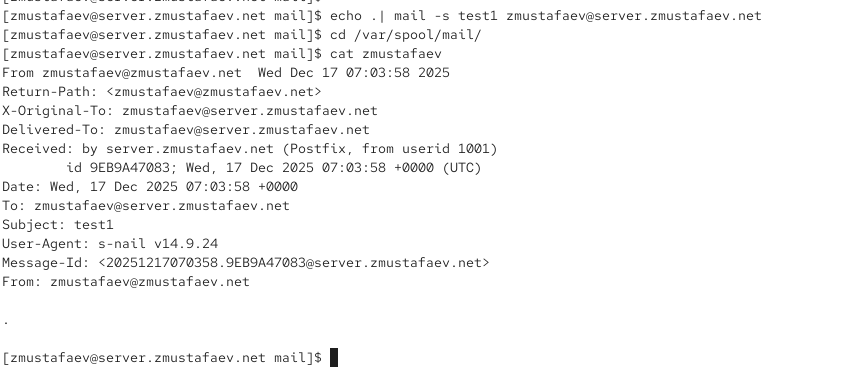 [zmustafaev@server.zmustafaev.net mail]$ echo .| mail -s test1 zmustafaev@server.zmustafaev.net
[zmustafaev@server.zmustafaev.net mail]$ cd /var/spool/mail/
[zmustafaev@server.zmustafaev.net mail]$ cat zmustafaev
From zmustafaev@zmustafaev.net  Wed Dec 17 07:03:58 2025
Return-Path: <zmustafaev@zmustafaev.net>
X-Original-To: zmustafaev@server.zmustafaev.net
Delivered-To: zmustafaev@server.zmustafaev.net
Received: by server.zmustafaev.net (Postfix, from userid 1001)
        id 9EB9A47083; Wed, 17 Dec 2025 07:03:58 +0000 (UTC)
Date: Wed, 17 Dec 2025 07:03:58 +0000
To: zmustafaev@server.zmustafaev.net
Subject: test1
User-Agent: s-nail v14.9.24
Message-Id: <20251217070358.9EB9A47083@server.zmustafaev.net>
From: zmustafaev@zmustafaev.net

.

[zmustafaev@server.zmustafaev.net mail]$